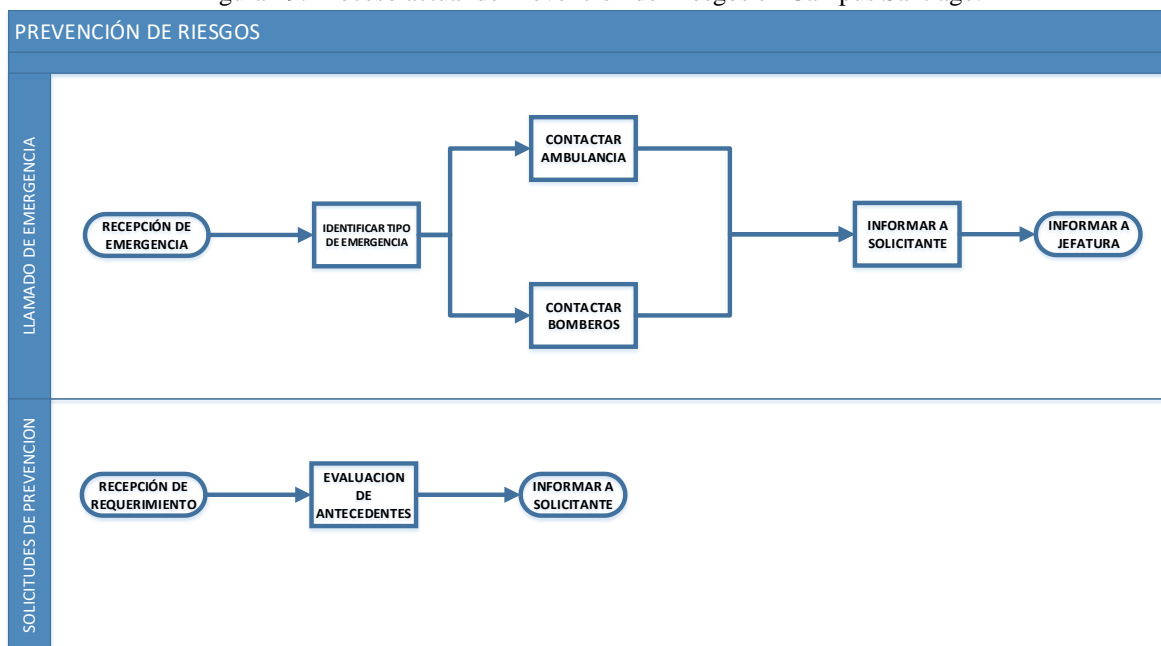 PREVENCIÓN DE RIESGOS
LLAMADO DE EMERGENCIA
RECEPCIÓN DE
EMERGENCIA
IDENTIFICAR TIPO
DE EMERGENCIA
CONTACTAR
AMBULANCIA
CONTACTAR
BOMBEROS
INFORMAR A
SOLICITANTE
INFORMAR A
JEFATURA
SOLICITUDES DE PREVENCION
RECEPCIÓN DE
REQUERIMIENTO
EVALUACION
DE
ANTECEDENTES
INFORMAR A
SOLICITANTE